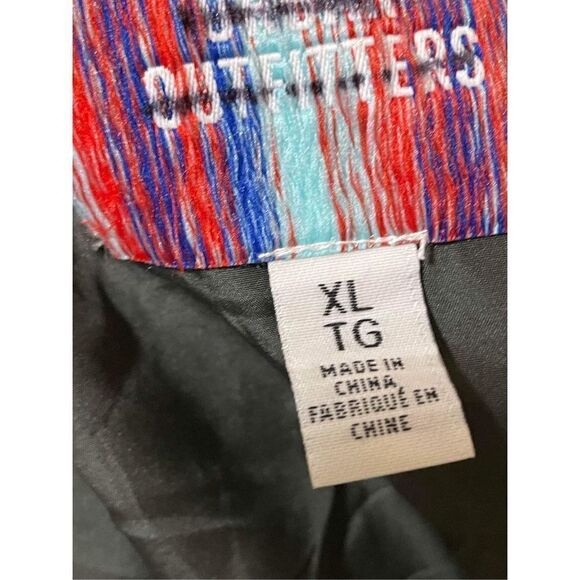 OUTFITTERS
XL
TG
MADE IN
CHINA
FABRIQUÉ EN
CHINE